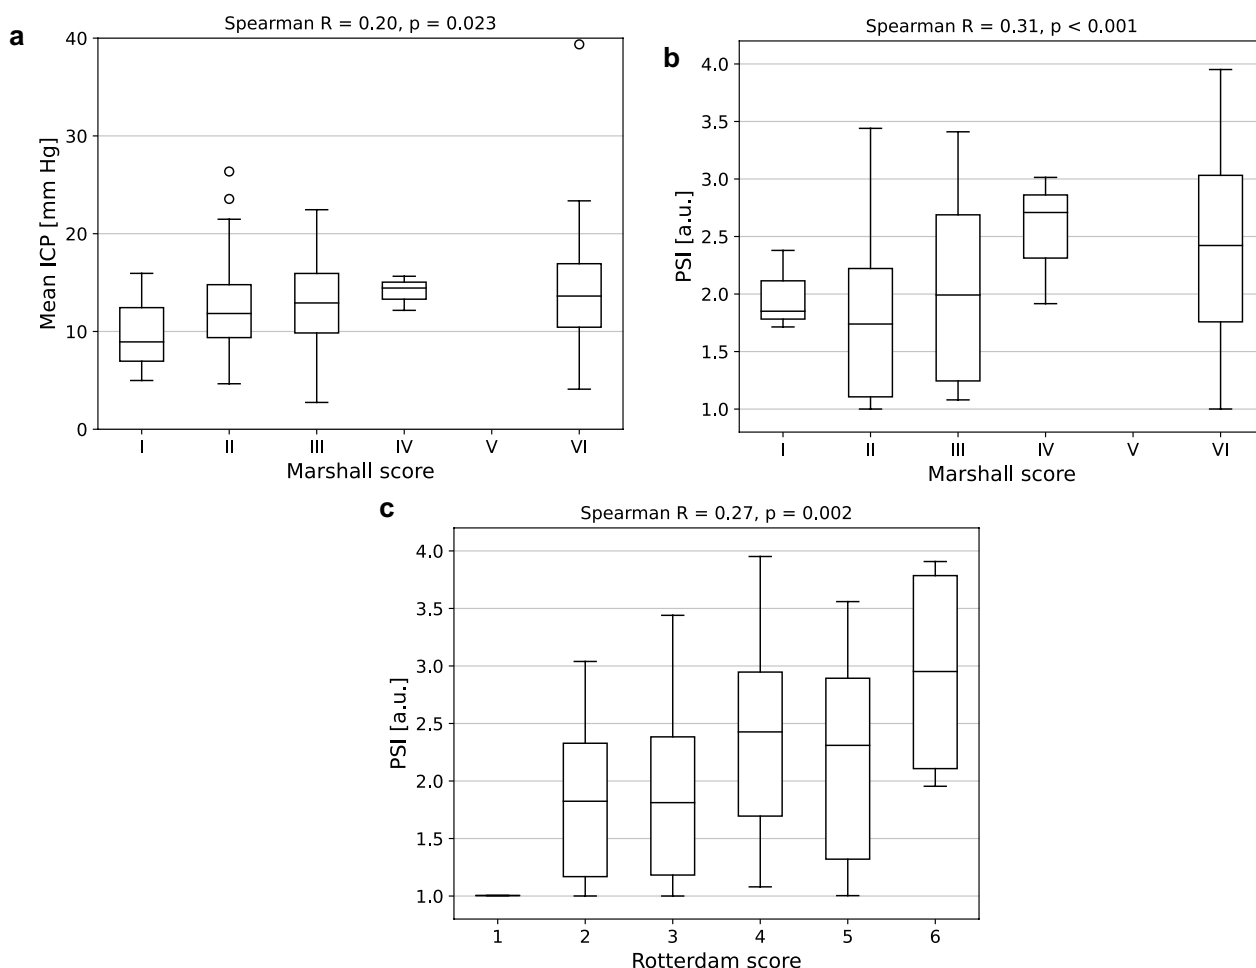 a
Spearman R = 0.20, p = 0.023
40
30
20
10
0
Mean ICP [mm Hg]
I II III IV V VI
Marshall score
b
Spearman R = 0.31, p < 0.001
4.0
3.5
3.0
2.5
2.0
1.5
1.0
PSI [a.u.]
I II III IV V VI
Marshall score
c
Spearman R = 0.27, p = 0.002
4.0
3.5
3.0
2.5
2.0
1.5
1.0
PSI [a.u.]
1 2 3 4 5 6
Rotterdam score